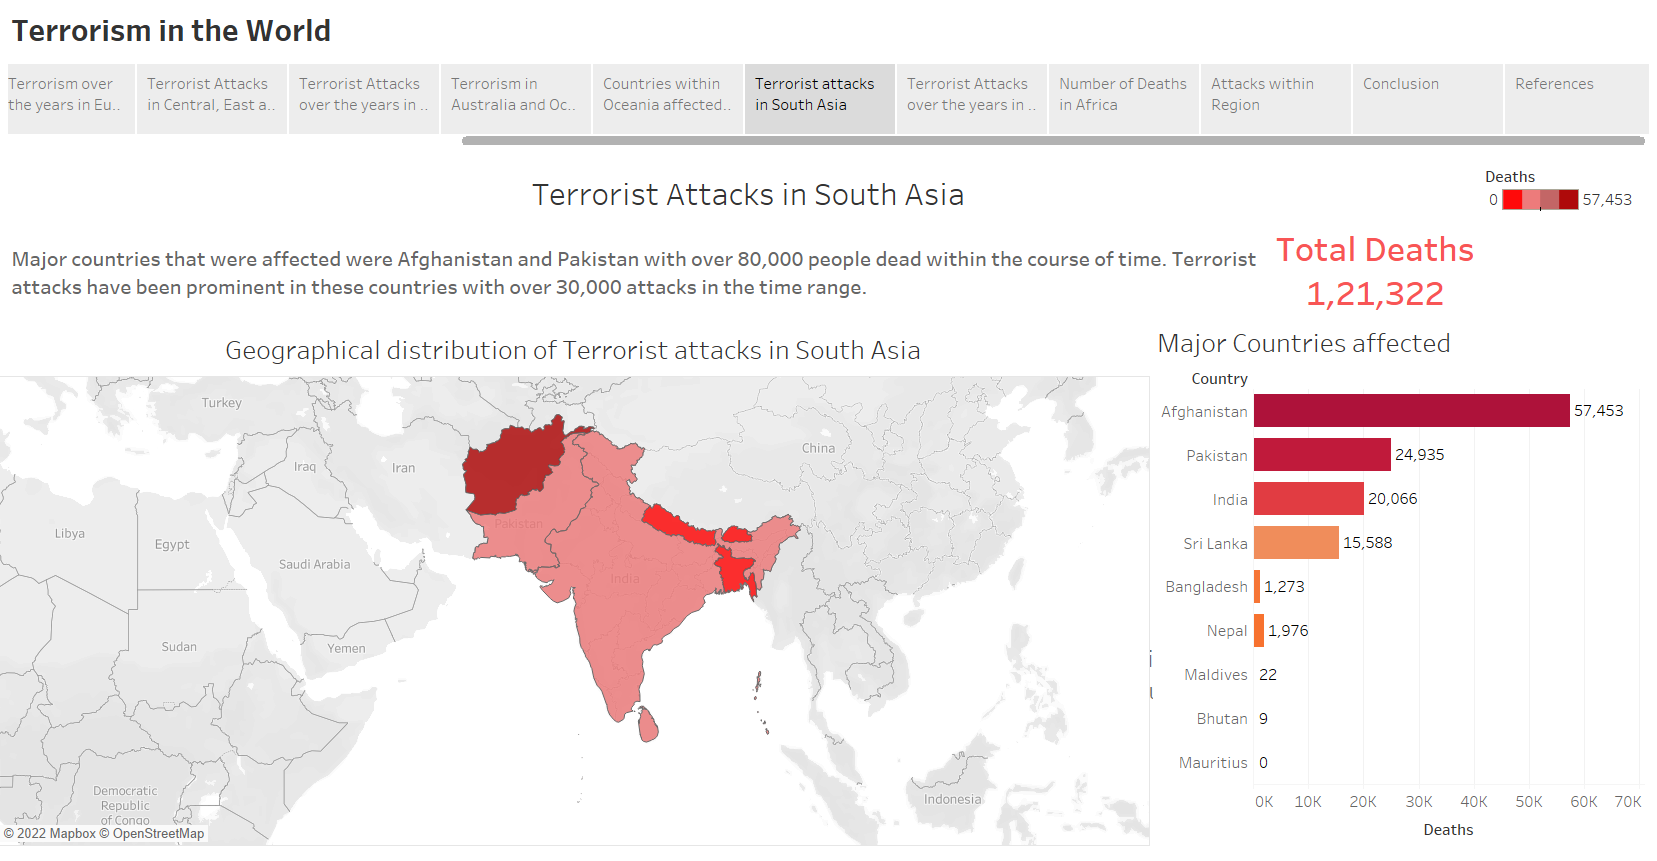 Terrorism in the World
Terrorism over
the years in Eu..
Terrorist Attacks
in Central, East a..
Terrorist Attacks
over the years in ..
Terrorism in
Australia and Oc..
Countries within
Oceania affected..
Terrorist attacks
in South Asia
Terrorist Attacks
over the years in ..
Number of Deaths
in Africa
Attacks within
Region
Conclusion
References
Terrorist Attacks in South Asia
Deaths
0 57,453
Major countries that were affected were Afghanistan and Pakistan with over 80,000 people dead within the course of time. Terrorist
attacks have been prominent in these countries with over 30,000 attacks in the time range.
Total Deaths
1,21,322
Geographical distribution of Terrorist attacks in South Asia
Turkey
Iraq
Iran
China
Libya
Egypt
Saudi Arabia
Pakistan
India
Sudan
Yemen
Democratic
Republic
of Congo
Indonesia
© 2022 Mapbox © OpenStreetMap
Major Countries affected
Country
Afghanistan 57,453
Pakistan 24,935
India 20,066
Sri Lanka 15,588
Bangladesh 1,273
Nepal 1,976
Maldives 22
Bhutan 9
Mauritius 0
0K 10K 20K 30K 40K 50K 60K 70K
Deaths